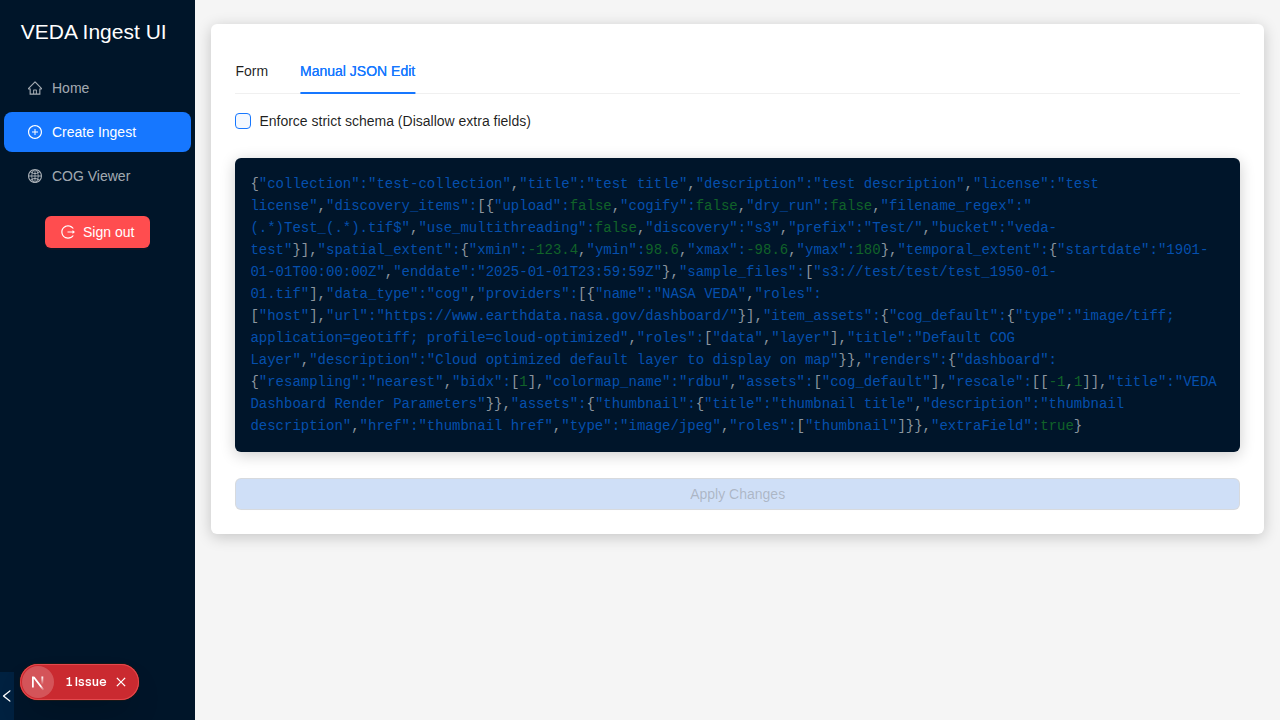 VEDA Ingest UI
Home
Create Ingest
COG Viewer
Sign out
Form
Manual JSON Edit
Enforce strict schema (Disallow extra fields)
{"collection":"test-collection","title":"test title","description":"test description","license":"test
license","discovery_items":[{"upload":false,"cogify":false,"dry_run":false,"filename_regex":"
(.*)Test_(.*).tif$","use_multithreading":false,"discovery":"s3","prefix":"Test/","bucket":"veda-
test"}],"spatial_extent":{"xmin":-123.4,"ymin":98.6,"xmax":-98.6,"ymax":180},"temporal_extent":{"startdate":"1901-
01-01T00:00:00Z","enddate":"2025-01-01T23:59:59Z"},"sample_files":["s3://test/test/test_1950-01-
01.tif"],"data_type":"cog","providers":[{"name":"NASA VEDA","roles":
["host"],"url":"https://www.earthdata.nasa.gov/dashboard/"}],"item_assets":{"cog_default":{"type":"image/tiff;
application=geotiff; profile=cloud-optimized","roles":["data","layer"],"title":"Default COG
Layer","description":"Cloud optimized default layer to display on map"}},"renders":{"dashboard":
{"resampling":"nearest","bidx":[1],"colormap_name":"rdbu","assets":["cog_default"],"rescale":[[-1,1]],"title":"VEDA
Dashboard Render Parameters"}},"assets":{"thumbnail":{"title":"thumbnail title","description":"thumbnail
description","href":"thumbnail href","type":"image/jpeg","roles":["thumbnail"]}},"extraField":true}
Apply Changes
N
1 Issue